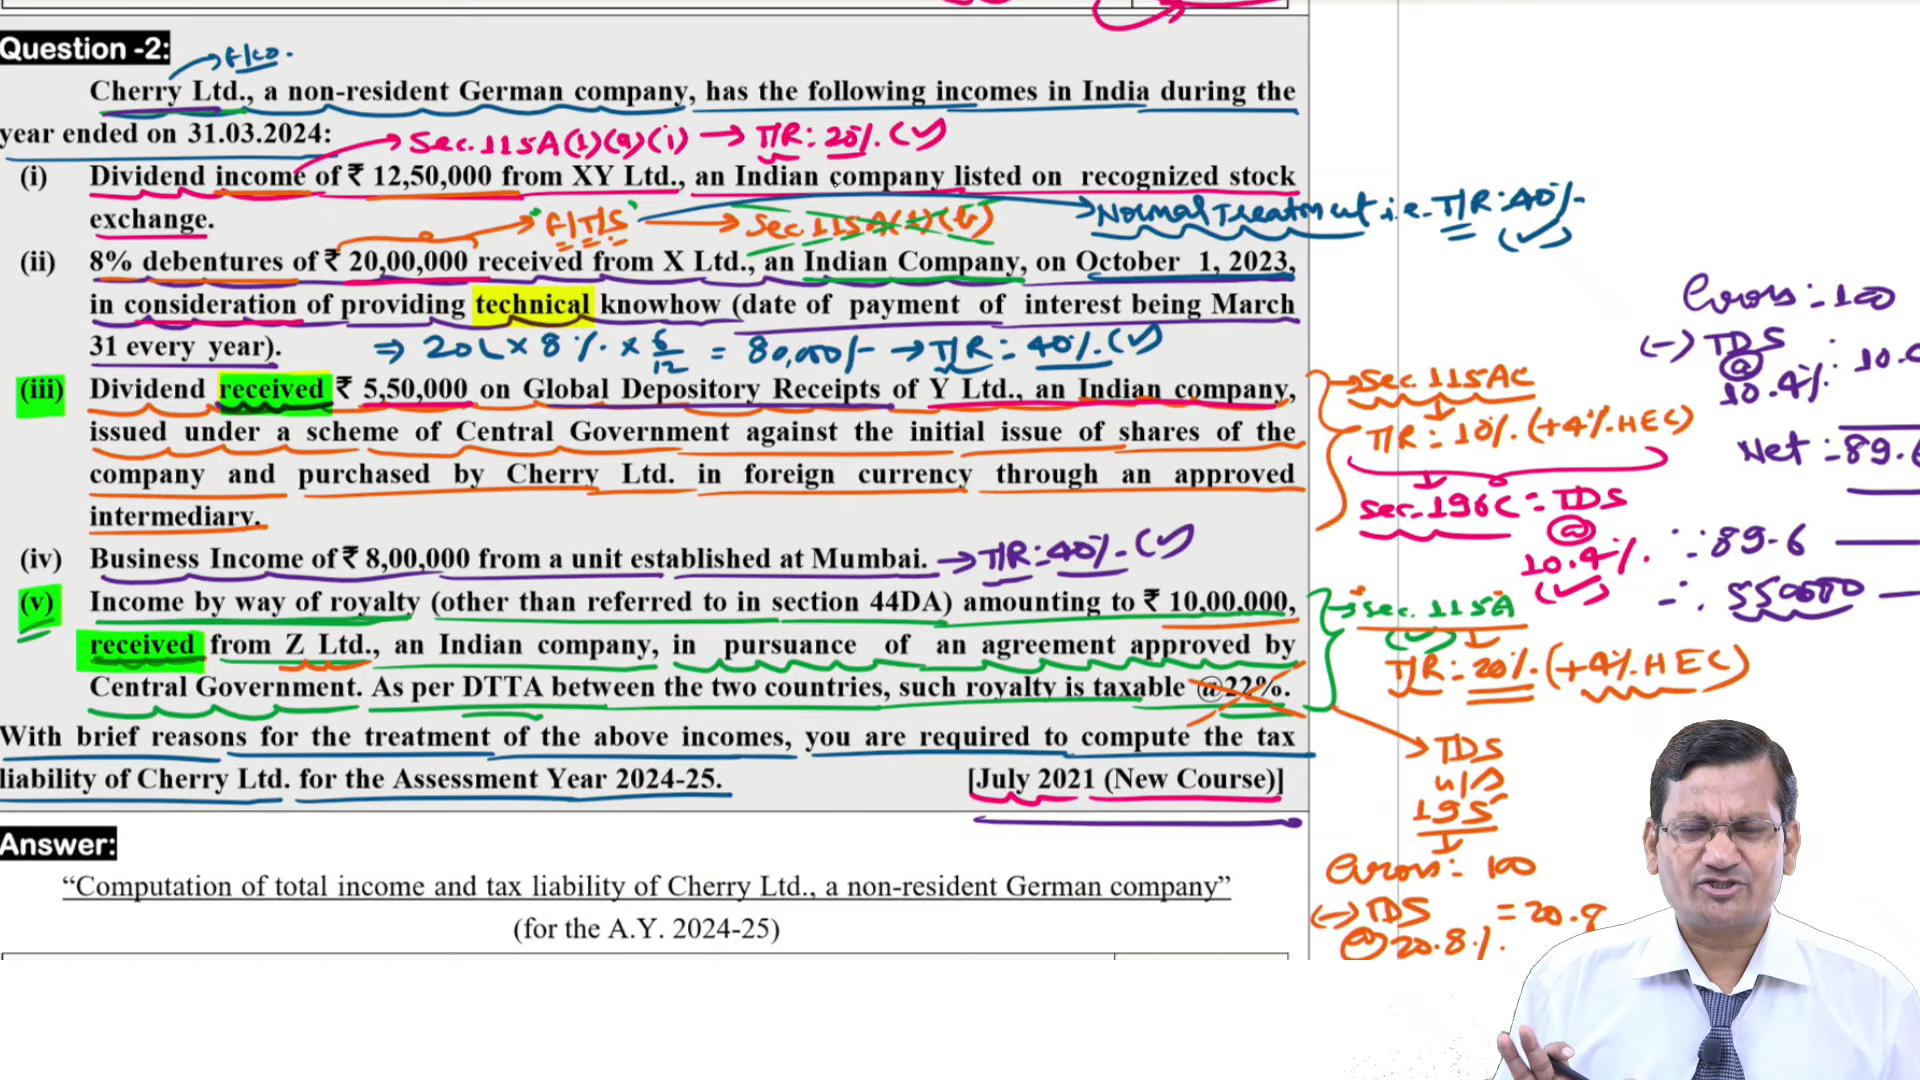 Question -2:
F/co.
Cherry Ltd., a non-resident German company, has the following incomes in India during the
year ended on 31.03.2024:
Sec.115A(1)(a)(i) → T/R: 20%. (✓)
(i) Dividend income of ₹ 12,50,000 from XY Ltd., an Indian company listed on recognized stock
exchange.
"F/T/S" → Sec 115A(1)(b)
Normal Treatment i.e. T/R: 40% (✓)
(ii) 8% debentures of ₹ 20,00,000 received from X Ltd., an Indian Company, on October 1, 2023,
in consideration of providing technical knowhow (date of payment of interest being March
31 every year).
⇒ 20L × 8%. × 6/12 = 80,000/- → T/R: 40%. (✓)
(iii) Dividend received ₹ 5,50,000 on Global Depository Receipts of Y Ltd., an Indian company,
issued under a scheme of Central Government against the initial issue of shares of the
company and purchased by Cherry Ltd. in foreign currency through an approved
intermediary.
→ Sec.115AC
T/R: 10%. (+4%.HEC)
Sec.196C = TDS
@
10.4%.
(✓)
Gross: 100
(-) TDS : 10.
@
10.4%.
Net: 89.6
∵ 89.6
∴ 550000
(iv) Business Income of ₹ 8,00,000 from a unit established at Mumbai. → T/R: 40%. (✓)
(v) Income by way of royalty (other than referred to in section 44DA) amounting to ₹ 10,00,000,
received from Z Ltd., an Indian company, in pursuance of an agreement approved by
Central Government. As per DTTA between the two countries, such royalty is taxable @22%.
→ Sec. 115A
(✓)
T/R: 20%. (+4%.HEC)
TDS
u/s
195
Gross: 100
(-) TDS = 20.8
@ 20.8%.
With brief reasons for the treatment of the above incomes, you are required to compute the tax
liability of Cherry Ltd. for the Assessment Year 2024-25. [July 2021 (New Course)]
Answer:
“Computation of total income and tax liability of Cherry Ltd., a non-resident German company”
(for the A.Y. 2024-25)